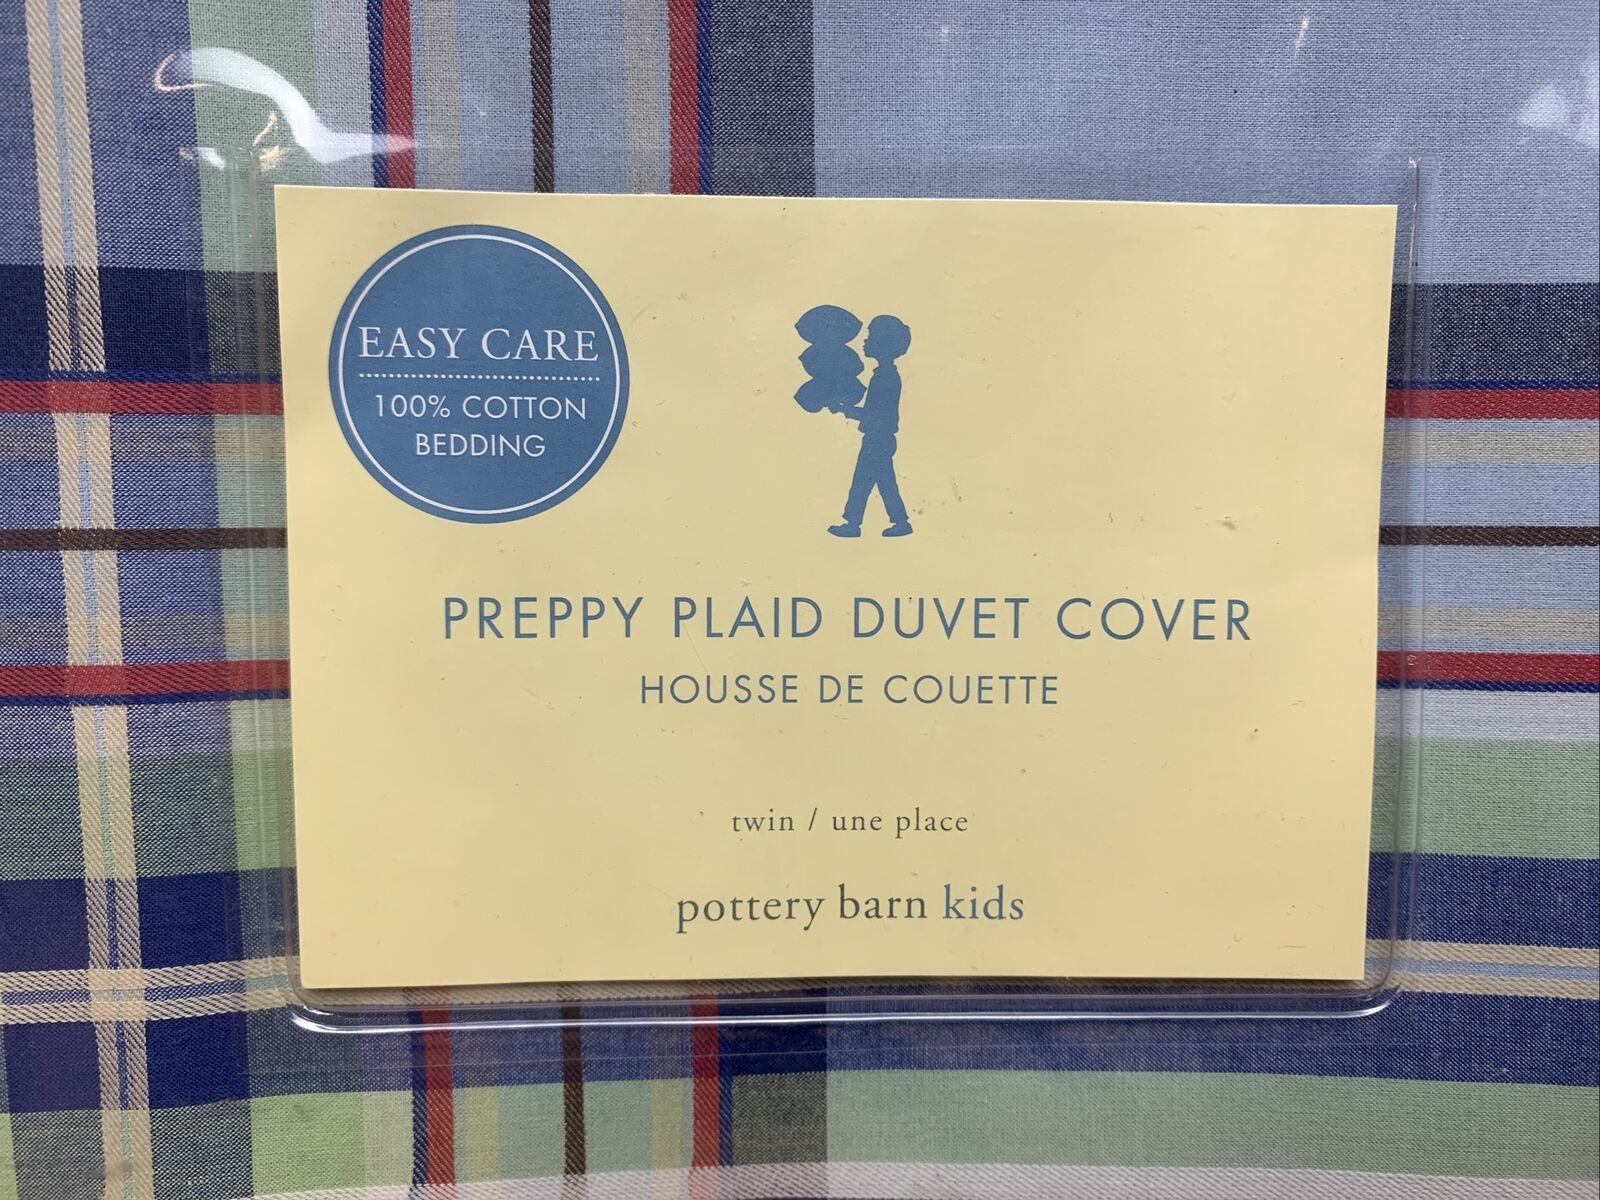 EASY CARE
100% COTTON
BEDDING
PREPPY PLAID DUVET COVER
HOUSSE DE COUETTE
twin / une place
pottery barn kids